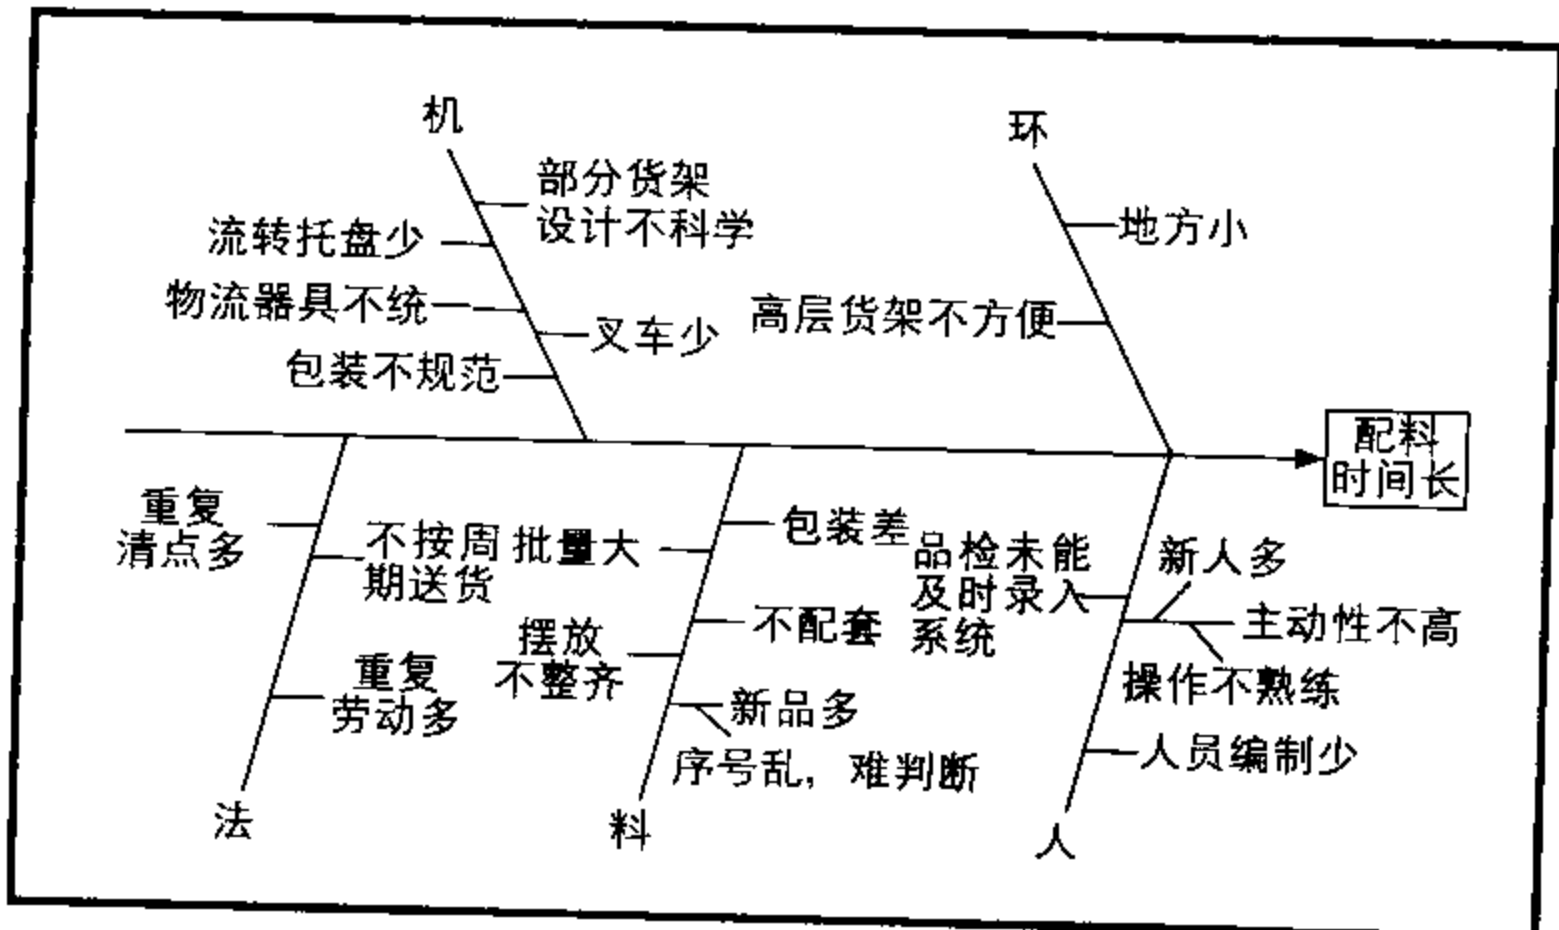 机
环
部分货架
设计不科学
流转托盘少
地方小
物流器具不统
高层货架不方便
叉车少
包装不规范
配料
时间长
重复
清点多
不按周
期送货
批量大
包装差
品检未能
及时录入
系统
新人多
主动性不高
摆放
不整齐
不配套
重复
劳动多
操作不熟练
新品多
序号乱，难判断
人员编制少
法
料
人